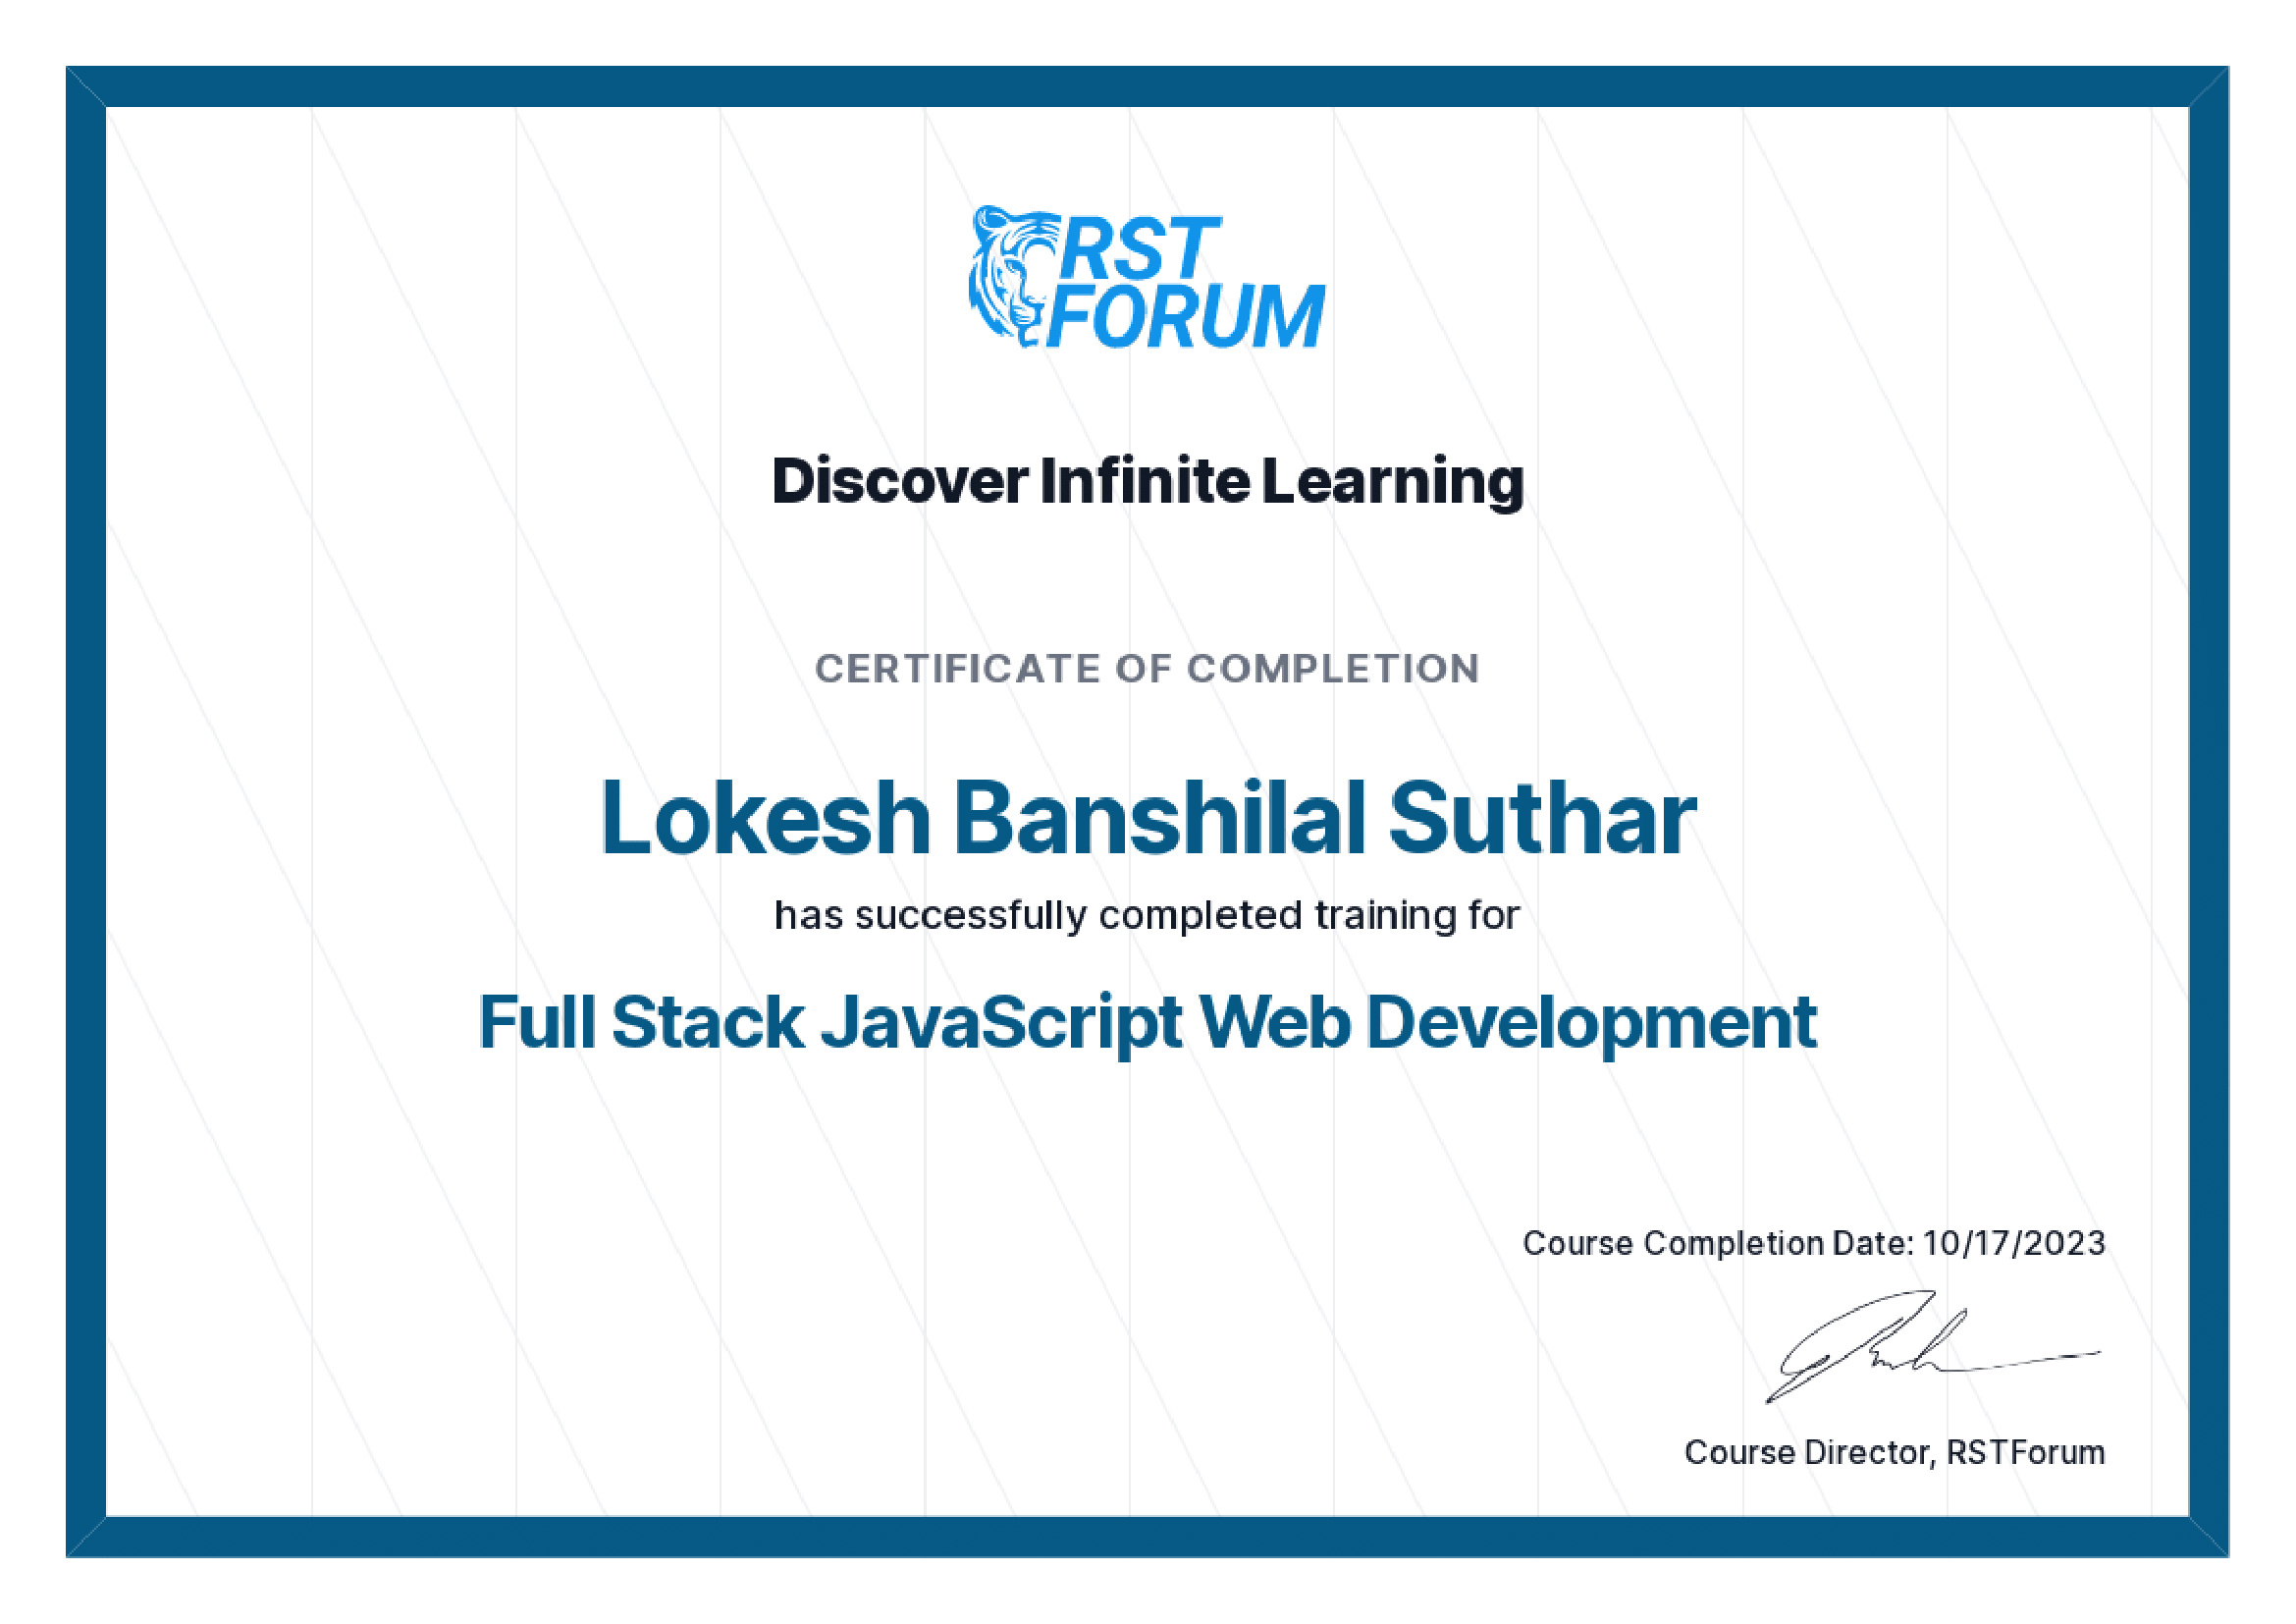 RST
FORUM
Discover Infinite Learning
CERTIFICATE OF COMPLETION
Lokesh Banshilal Suthar
has successfully completed training for
Full Stack JavaScript Web Development
Course Completion Date: 10/17/2023
Course Director, RSTForum